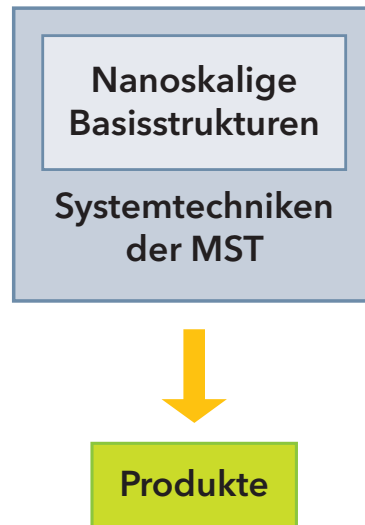 Nanoskalige
Basisstrukturen
Systemtechniken
der MST
Produkte